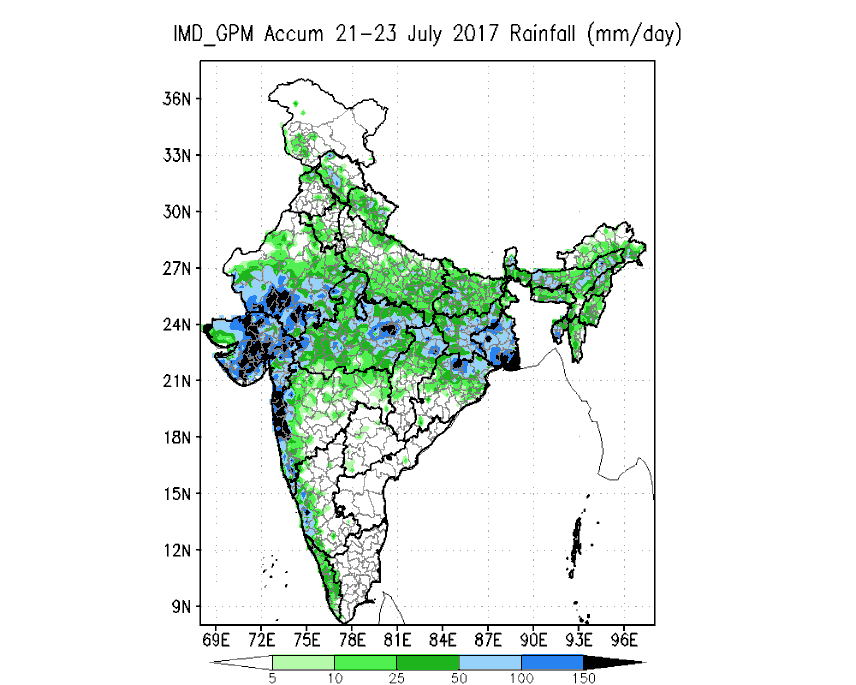 IMD_GPM Accum 21-23 July 2017 Rainfall (mm/day)
36N
33N
30N
27N
24N
21N
18N
15N
12N
9N
69E 72E 75E 78E 81E 84E 87E 90E 93E 96E
5 10 25 50 100 150